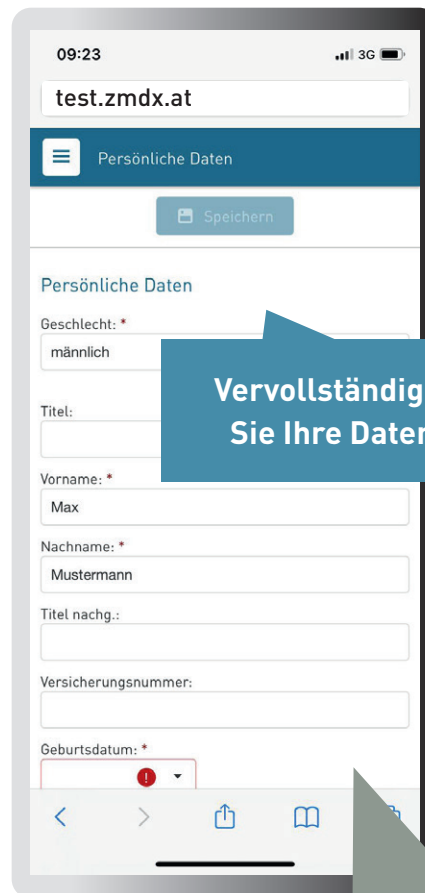 09:23
3G
test.zmdx.at
Persönliche Daten
Speichern
Persönliche Daten
Geschlecht: *
männlich
Vervollständig
Sie Ihre Daten
Titel:
Vorname: *
Max
Nachname: *
Mustermann
Titel nachg.:
Versicherungsnummer:
Geburtsdatum: *